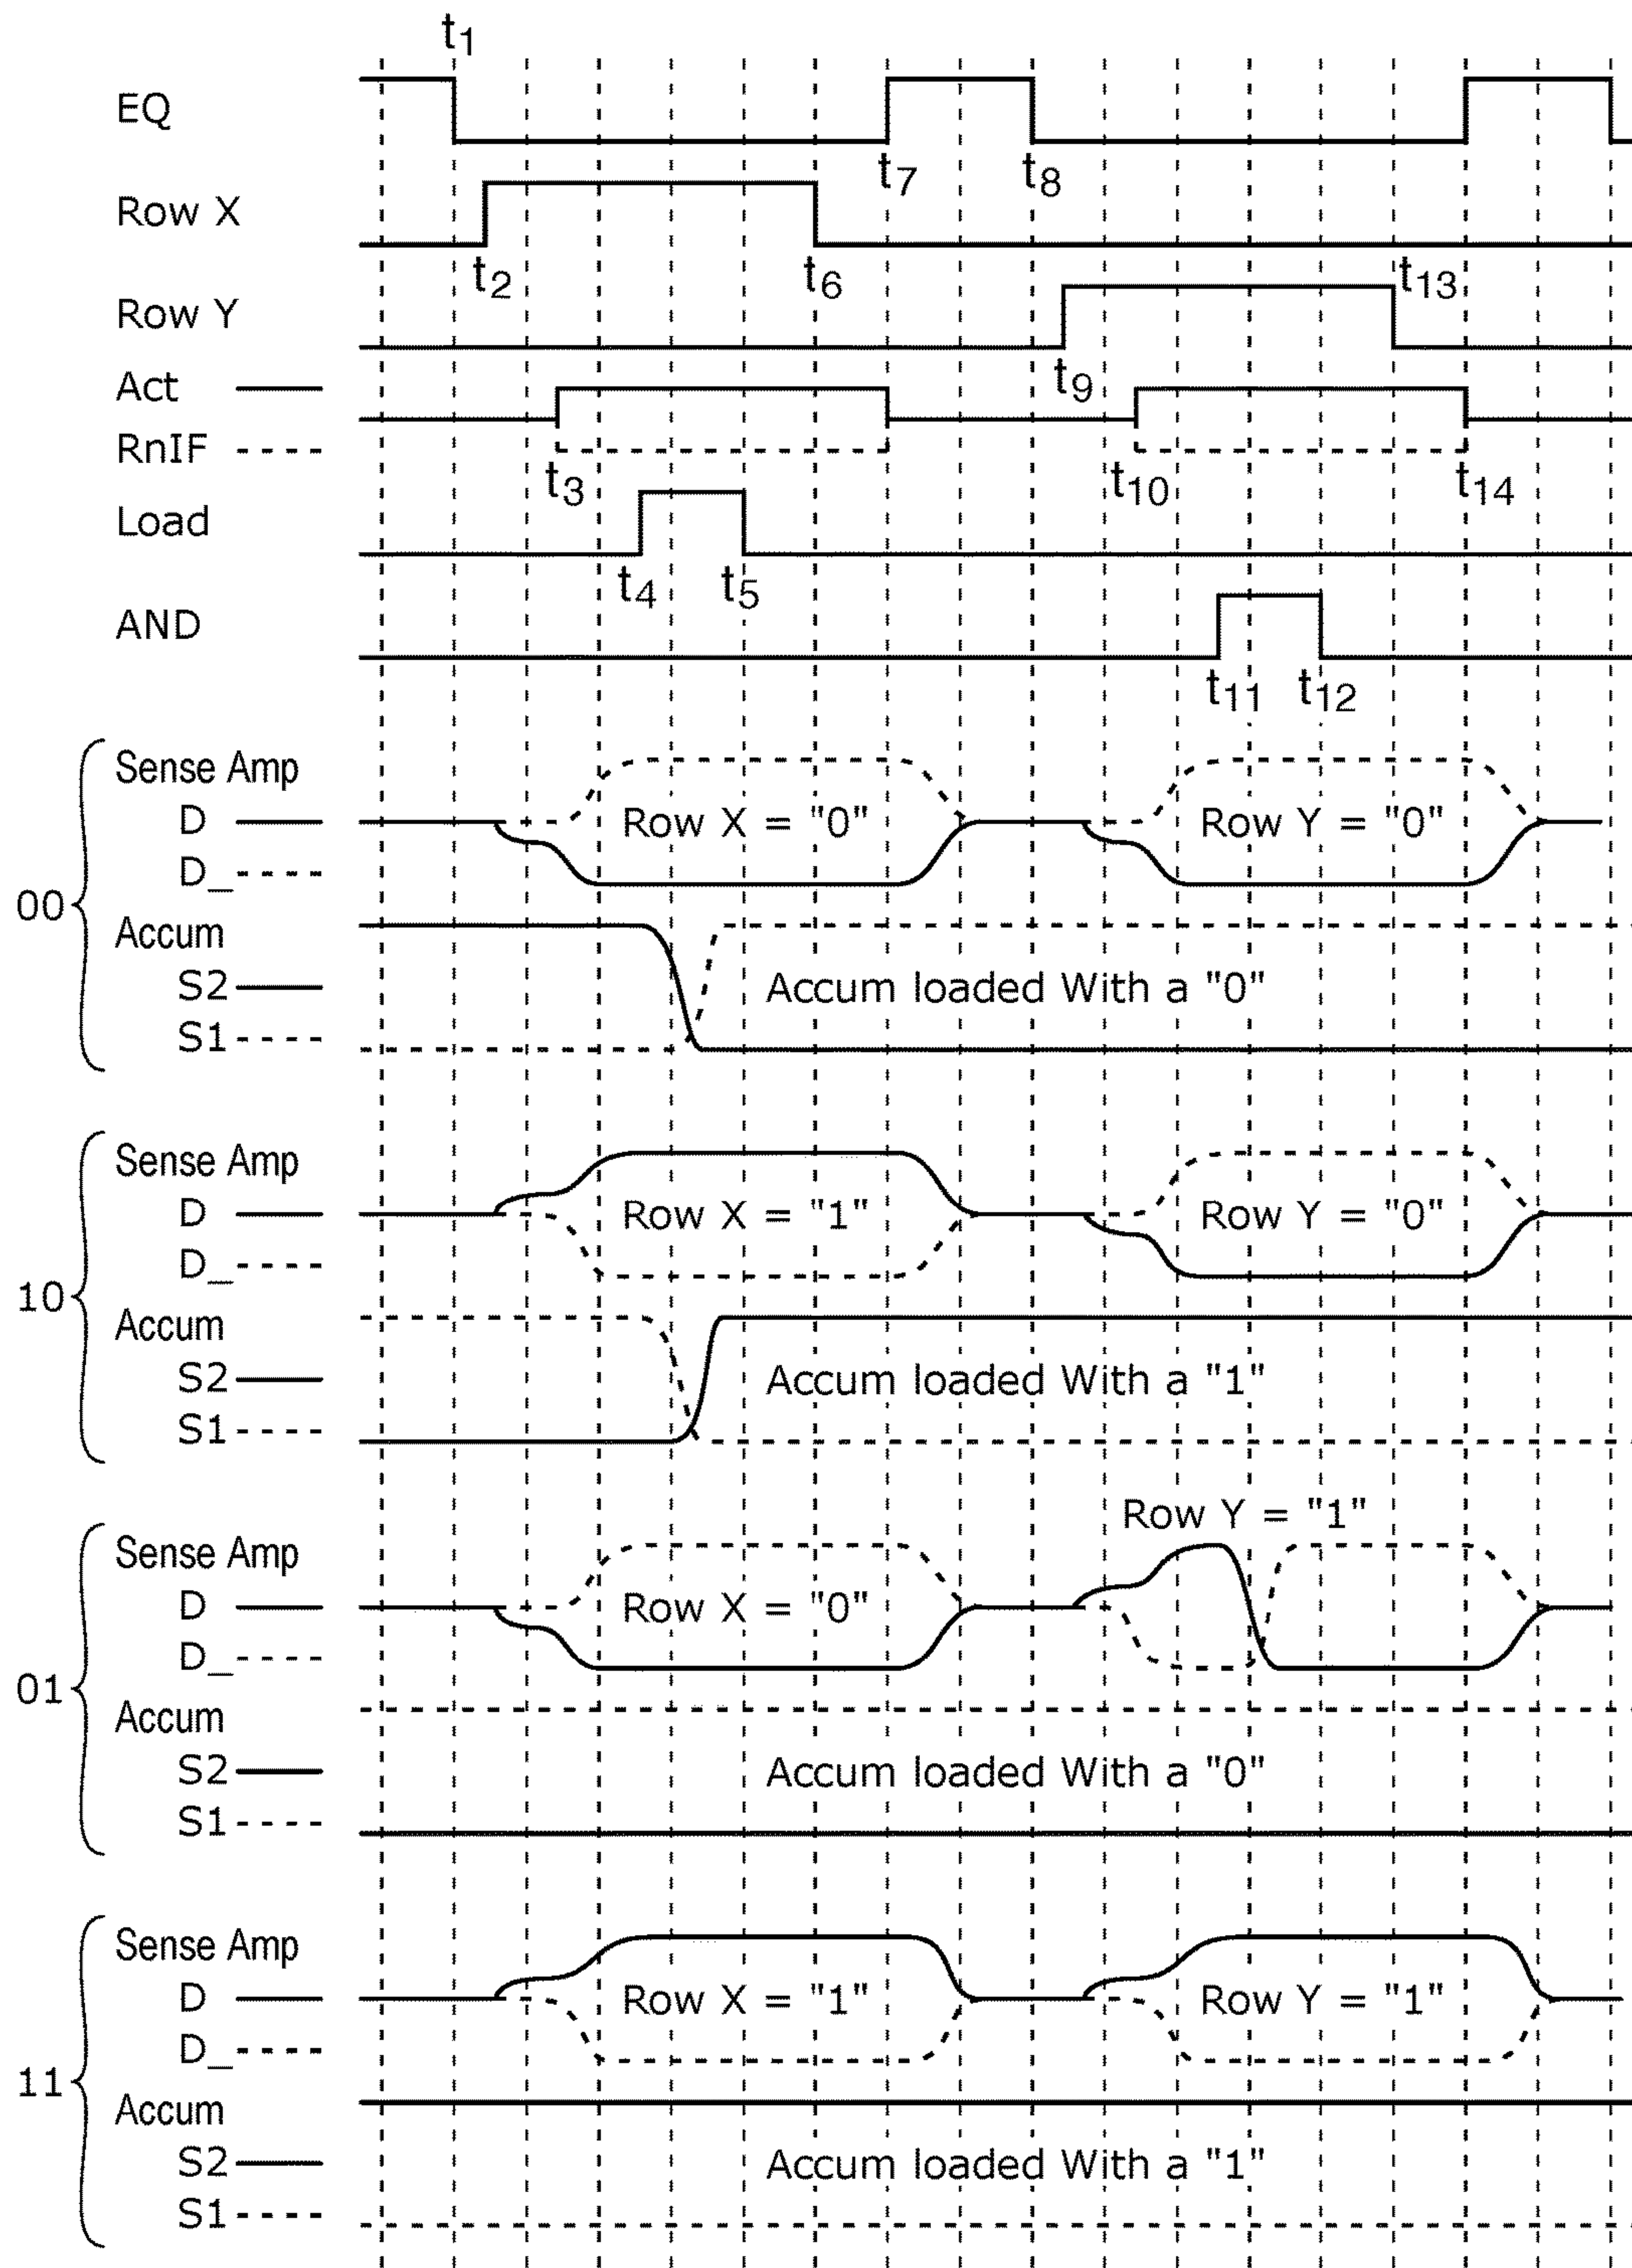 t1
EQ
t7 t8
Row X
t2 t6 t13
Row Y
t9
Act
RnIF
t3 t10 t14
Load
t4 t5
AND
t11 t12
00
Sense Amp
D Row X = "0" Row Y = "0"
D_
Accum
S2 Accum loaded With a "0"
S1
10
Sense Amp
D Row X = "1" Row Y = "0"
D_
Accum
S2 Accum loaded With a "1"
S1
Row Y = "1"
01
Sense Amp
D Row X = "0"
D_
Accum
S2 Accum loaded With a "0"
S1
11
Sense Amp
D Row X = "1" Row Y = "1"
D_
Accum
S2 Accum loaded With a "1"
S1